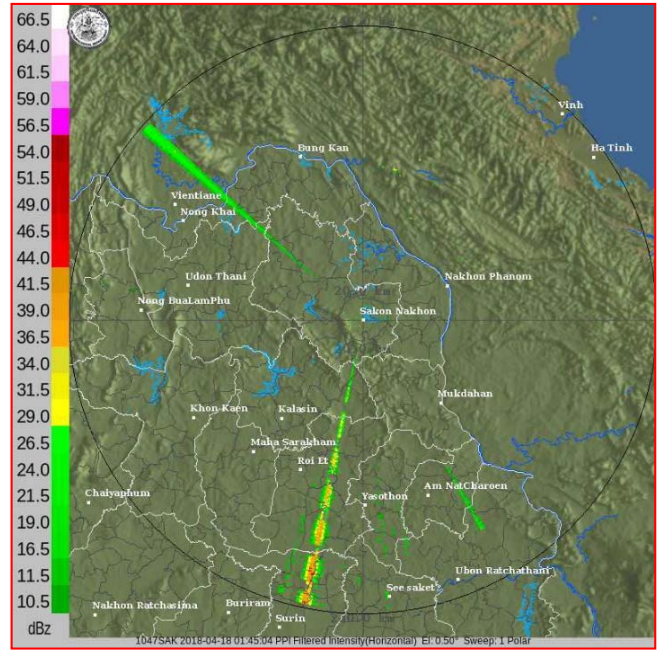 66.5
64.0
61.5
59.0
56.5
54.0
51.5
49.0
46.5
44.0
41.5
39.0
36.5
34.0
31.5
29.0
26.5
24.0
21.5
19.0
16.5
11.5
10.5
dBz
Vinh
Ha Tinh
Bung Kan
Vientiane
Nong Khai
Udon Thani
Nakhon Phanom
Nong BuaLamPhu
Sakon Nakhon
Mukdahan
Khon Kaen
Kalasin
Maha Sarakham
Roi Et
Chaiyaphum
Yasothon
Am NatCharoen
Ubon Ratchathani
See saket
Nakhon Ratchasima
Buriram
Surin
1047SAK 2018-04-18 01:45:04 PPI Filtered Intensity(Horizontal) El: 0.50° Sweep: 1 Polar